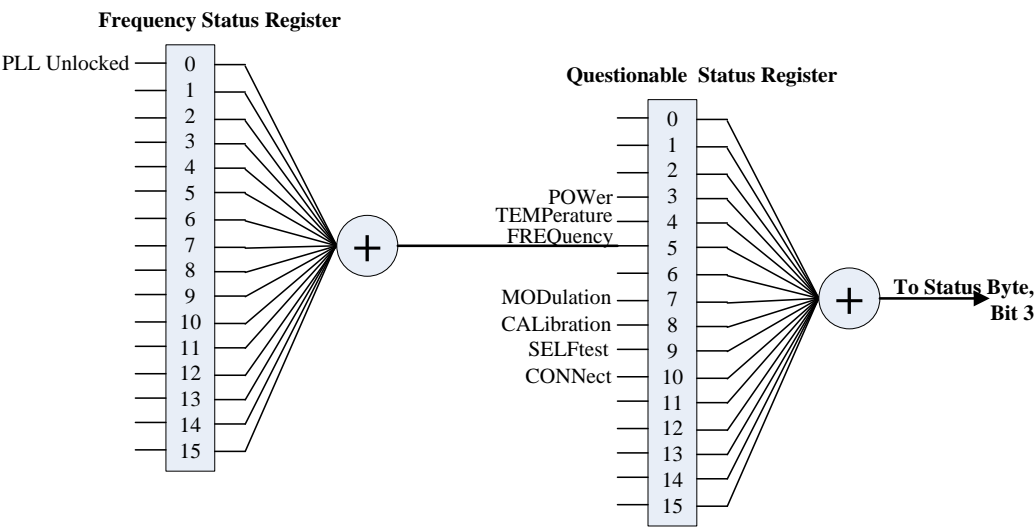 Frequency Status Register
PLL Unlocked
0
1
2
3
4
5
6
7
8
9
10
11
12
13
14
15
+
Questionable Status Register
POWer
TEMPerature
FREQuency
MODulation
CALibration
SELFtest
CONNect
0
1
2
3
4
5
6
7
8
9
10
11
12
13
14
15
+
To Status Byte,
Bit 3